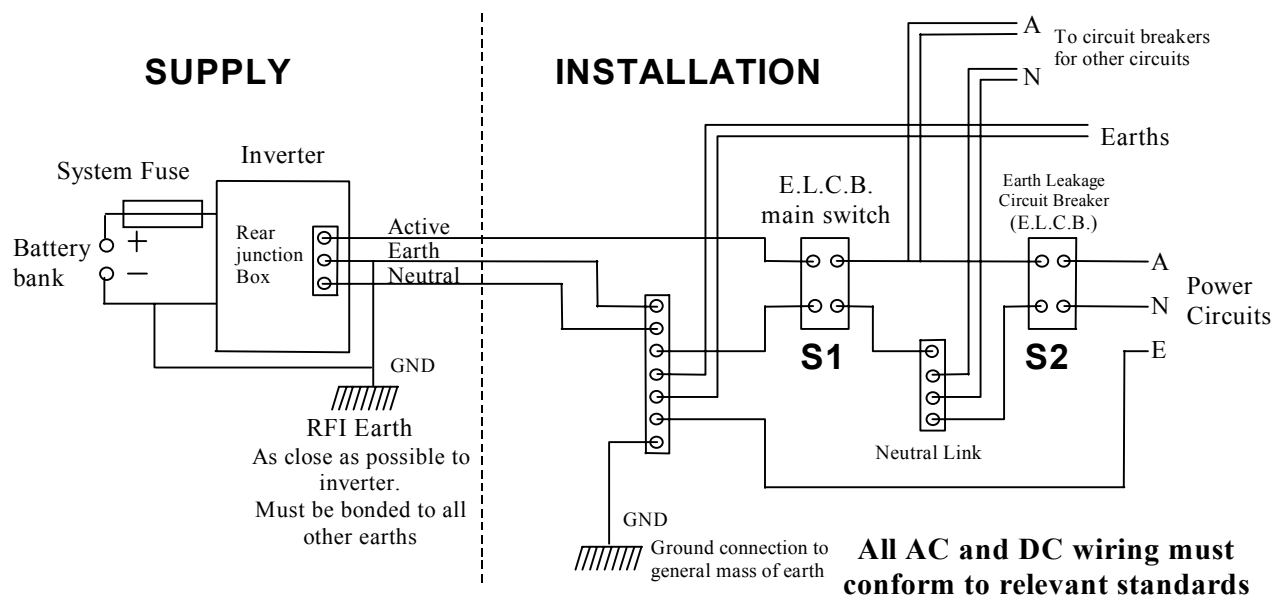 SUPPLY
INSTALLATION
A
To circuit breakers
for other circuits
N
Earths
System Fuse
Inverter
Battery
bank
+
−
Rear
junction
Box
Active
Earth
Neutral
GND
RFI Earth
As close as possible to
inverter.
Must be bonded to all
other earths
E.L.C.B.
main switch
S1
Earth Leakage
Circuit Breaker
(E.L.C.B.)
S2
A
N
E
Power
Circuits
Neutral Link
GND
Ground connection to
general mass of earth
All AC and DC wiring must
conform to relevant standards